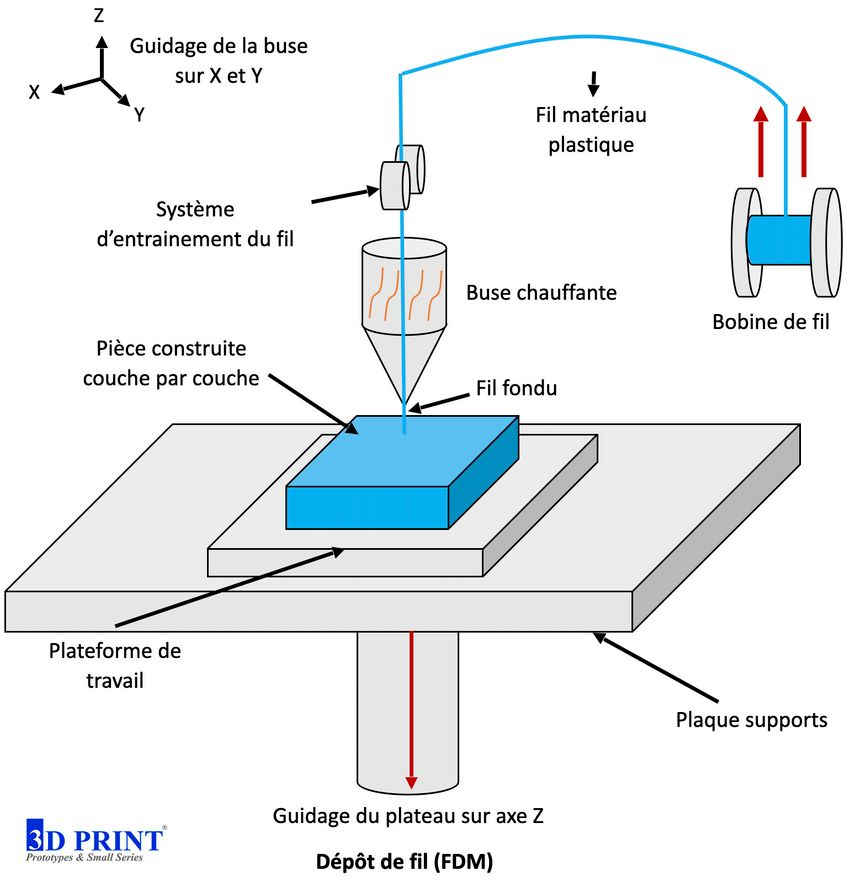 Z
Guidage de la buse
sur X et Y
X
Y
Fil matériau
plastique
Système
d’entrainement du fil
Buse chauffante
Bobine de fil
Pièce construite
couche par couche
Fil fondu
Plateforme de
travail
Plaque supports
Guidage du plateau sur axe Z
3D PRINT®
Prototypes & Small Series
Dépôt de fil (FDM)